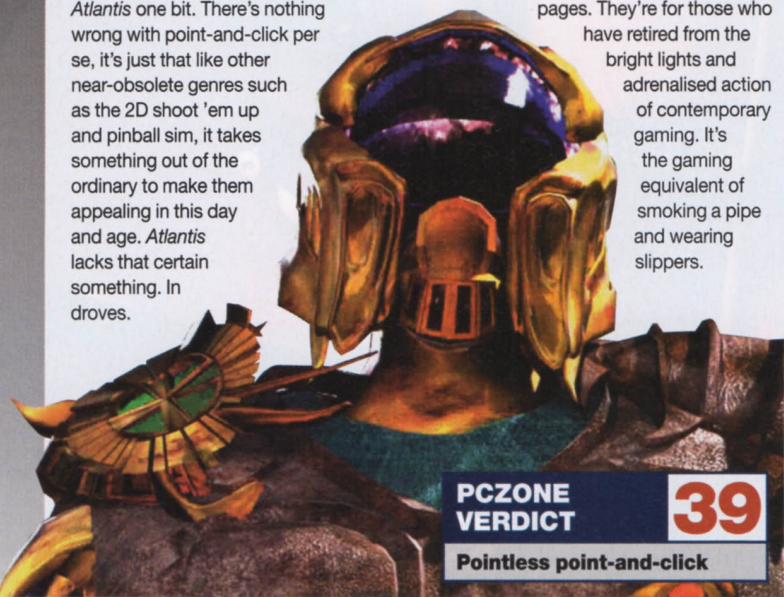 Atlantis one bit. There's nothing
wrong with point-and-click per
se, it's just that like other
near-obsolete genres such
as the 2D shoot 'em up
and pinball sim, it takes
something out of the
ordinary to make them
appealing in this day
and age. Atlantis
lacks that certain
something. In
droves.
pages. They're for those who
have retired from the
bright lights and
adrenalised action
of contemporary
gaming. It's
the gaming
equivalent of
smoking a pipe
and wearing
slippers.
PCZONE
VERDICT
39
Pointless point-and-click